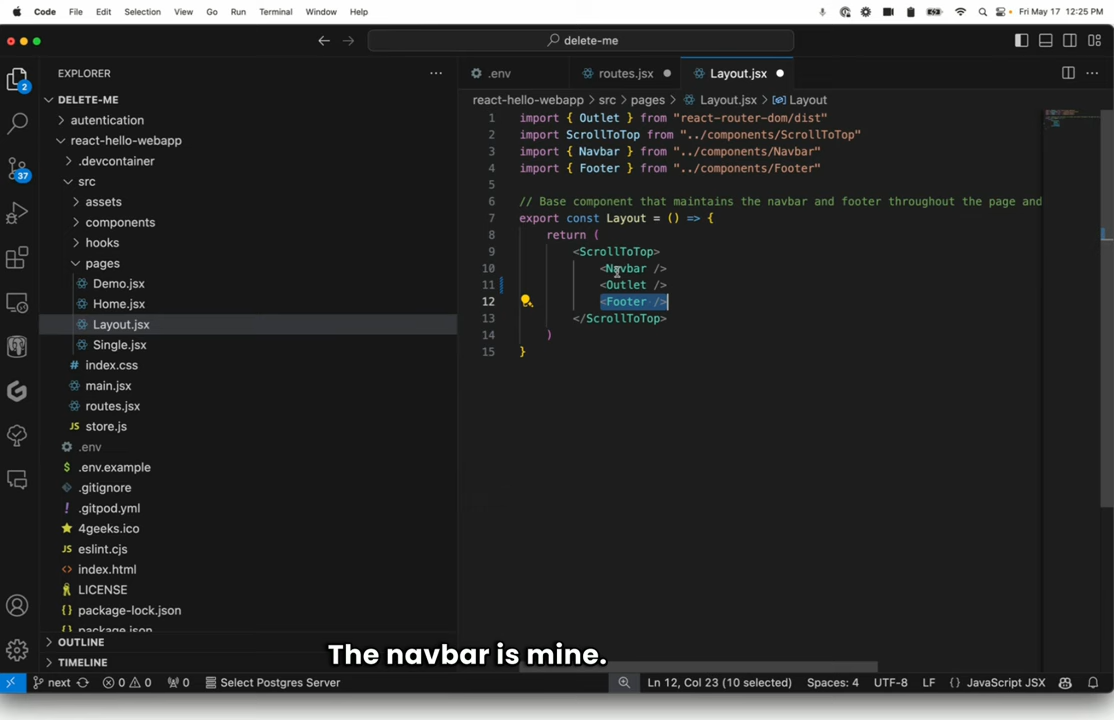 Code File Edit Selection View Go Run Terminal Window Help Fri May 17 12:25 PM
delete-me
EXPLORER
.env routes.jsx Layout.jsx
DELETE-ME
react-hello-webapp > src > pages > Layout.jsx > Layout
autentication
react-hello-webapp
.devcontainer
src
assets
components
hooks
pages
Demo.jsx
Home.jsx
Layout.jsx
Single.jsx
index.css
main.jsx
routes.jsx
JS store.js
.env
$ .env.example
.gitignore
! .gitpod.yml
4geeks.ico
eslint.cjs
<> index.html
LICENSE
{} package-lock.json
package.json
OUTLINE
TIMELINE
2
37
1 import { Outlet } from "react-router-dom/dist"
2 import ScrollToTop from "../components/ScrollToTop"
3 import { Navbar } from "../components/Navbar"
4 import { Footer } from "../components/Footer"
5
6 // Base component that maintains the navbar and footer throughout the page and
7 export const Layout = () => {
8 return (
9 <ScrollToTop>
10 <Navbar />
11 <Outlet />
12 <Footer />
13 </ScrollToTop>
14 )
15 }
The navbar is mine.
next 0 0 0 Select Postgres Server Ln 12, Col 23 (10 selected) Spaces: 4 UTF-8 LF {} JavaScript JSX